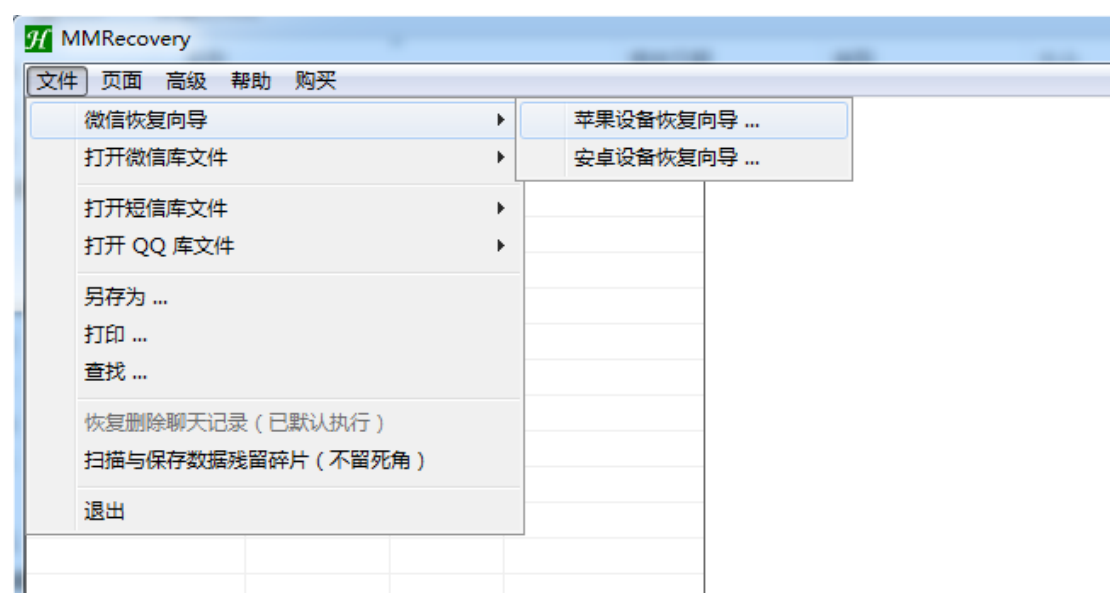 MMRecovery
文件 页面 高级 帮助 购买
微信恢复向导
苹果设备恢复向导 ...
安卓设备恢复向导 ...
打开微信库文件
打开短信库文件
打开 QQ 库文件
另存为 ...
打印 ...
查找 ...
恢复删除聊天记录（已默认执行）
扫描与保存数据残留碎片（不留死角）
退出